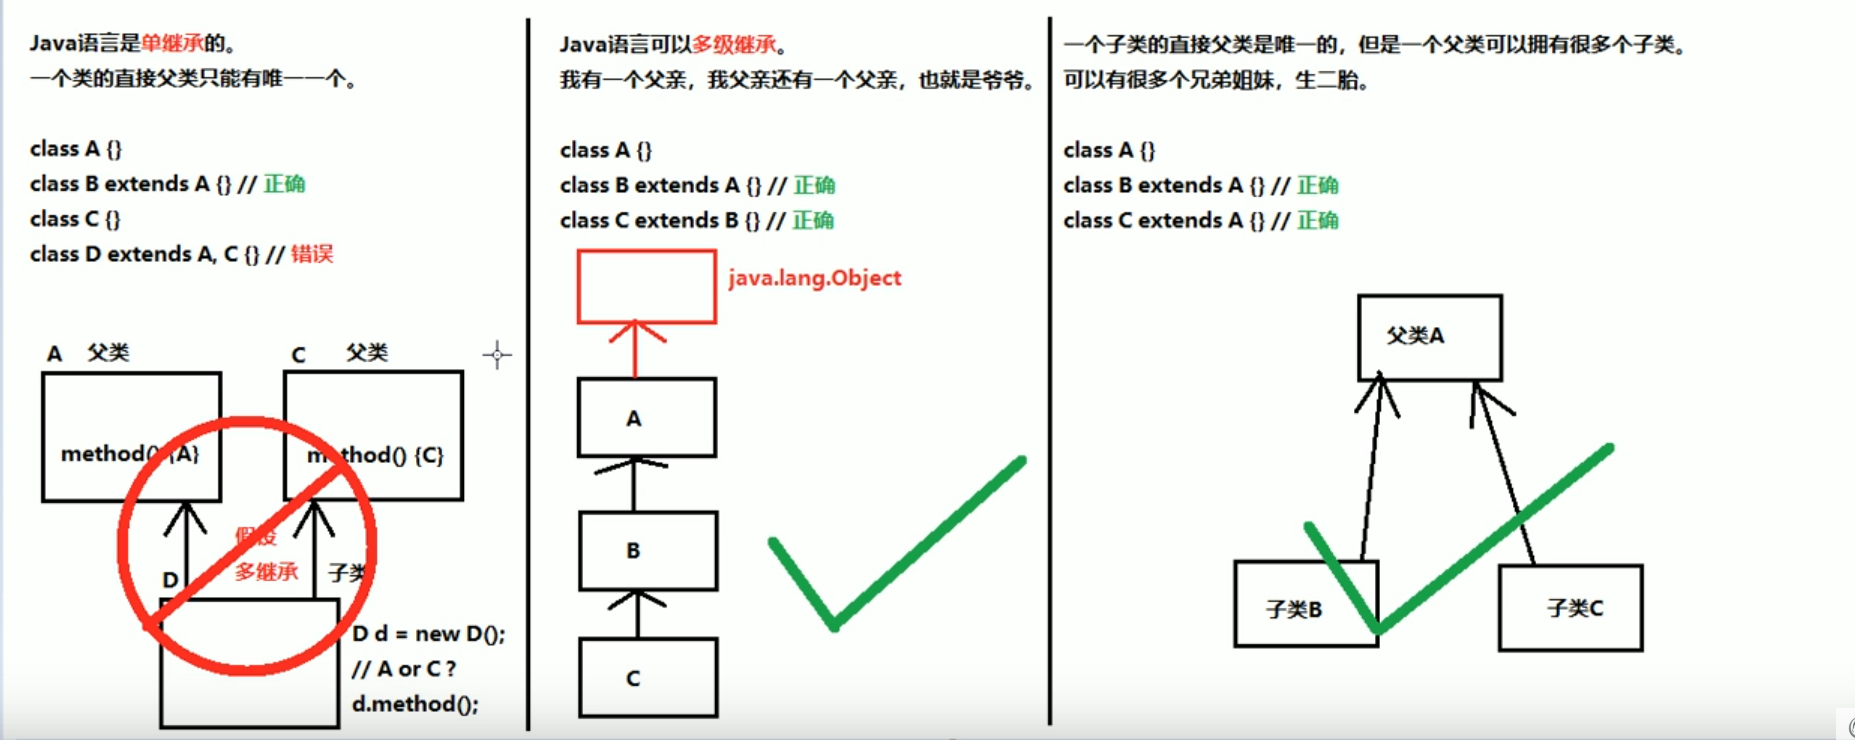 Java语言是单继承的。
一个类的直接父类只能有唯一一个。
class A {}
class B extends A {} // 正确
class C {}
class D extends A, C {} // 错误
A 父类
C 父类
method() {A}
method() {C}
假设
多继承
D
子类
D d = new D();
// A or C ?
d.method();
Java语言可以多级继承。
我有一个父亲，我父亲还有一个父亲，也就是爷爷。
class A {}
class B extends A {} // 正确
class C extends B {} // 正确
java.lang.Object
A
B
C
一个子类的直接父类是唯一的，但是一个父类可以拥有很多个子类。
可以有很多个兄弟姐妹，生二胎。
class A {}
class B extends A {} // 正确
class C extends A {} // 正确
父类A
子类B
子类C